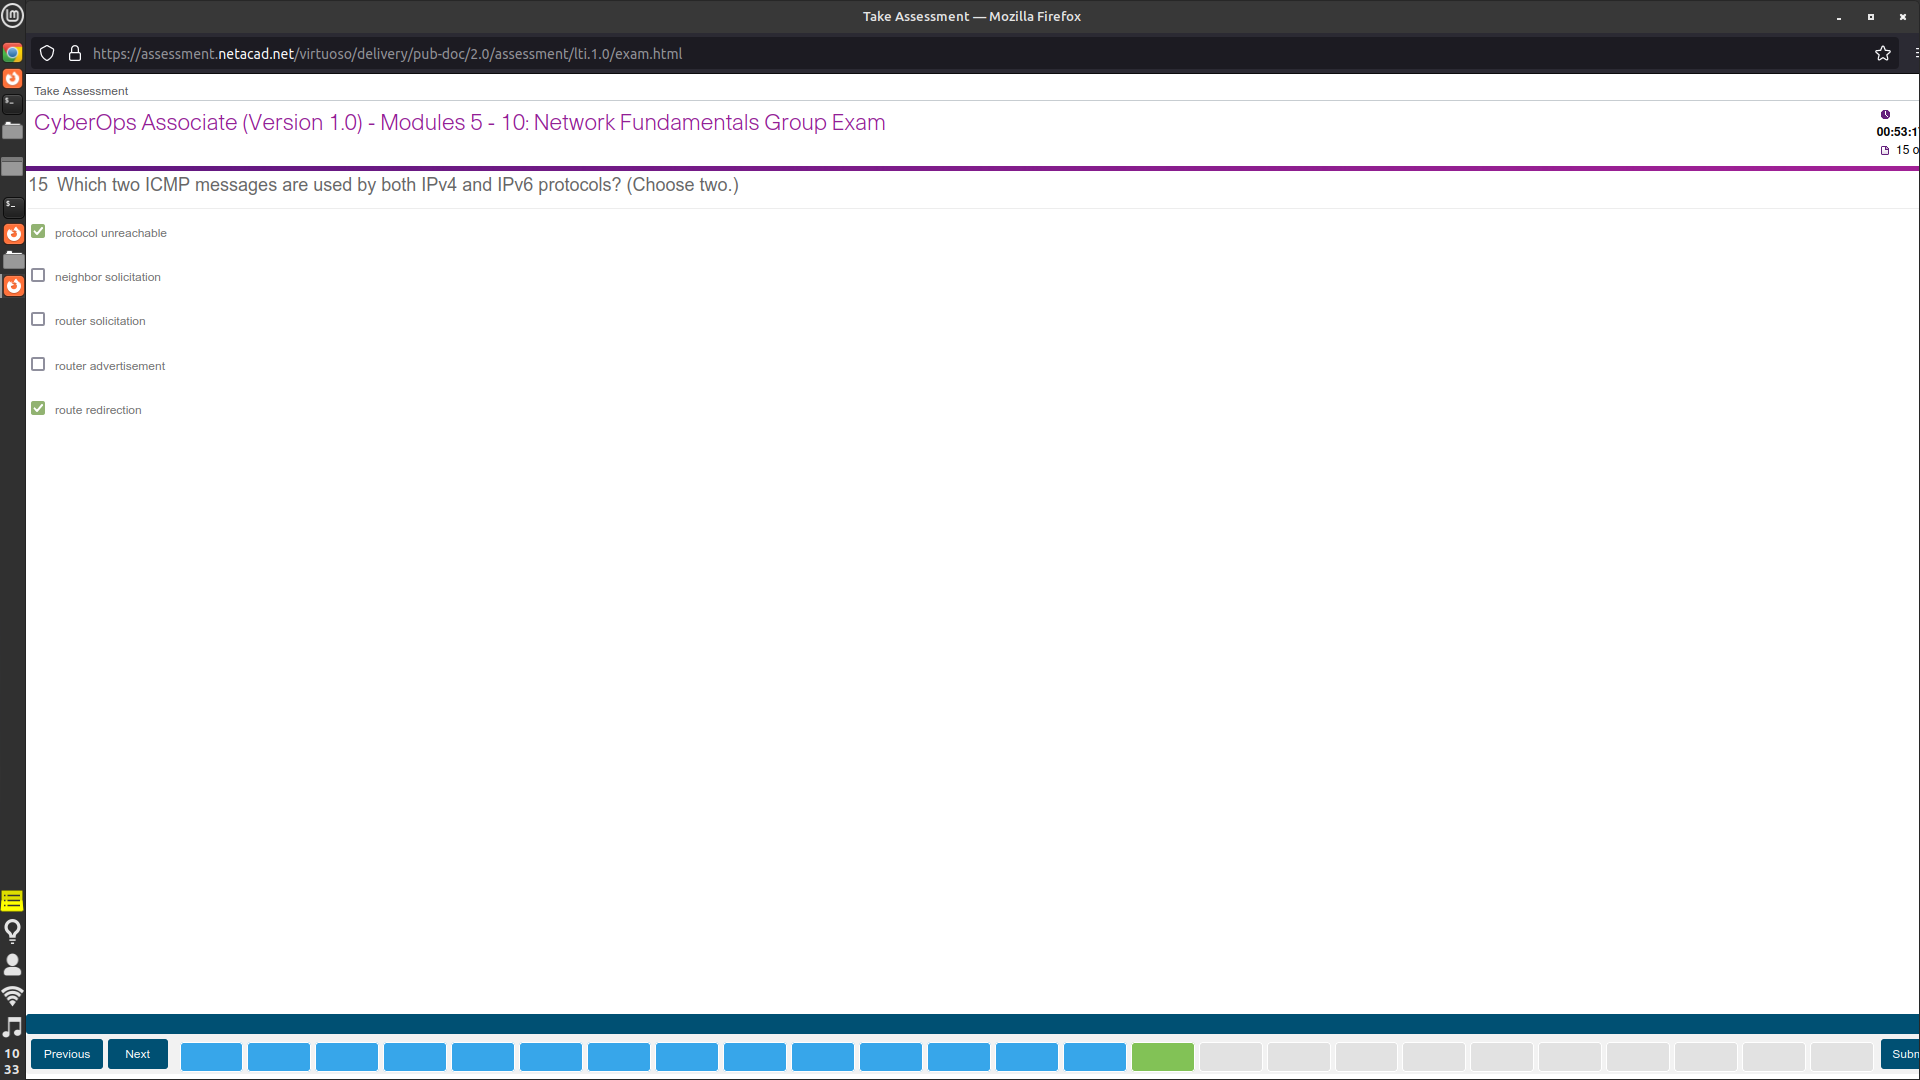 Take Assessment — Mozilla Firefox
https://assessment.netacad.net/virtuoso/delivery/pub-doc/2.0/assessment/lti.1.0/exam.html
Take Assessment
CyberOps Associate (Version 1.0) - Modules 5 - 10: Network Fundamentals Group Exam
00:53:1
15 o
15 Which two ICMP messages are used by both IPv4 and IPv6 protocols? (Choose two.)
protocol unreachable
neighbor solicitation
router solicitation
router advertisement
route redirection
Previous
Next
Subm
10
33